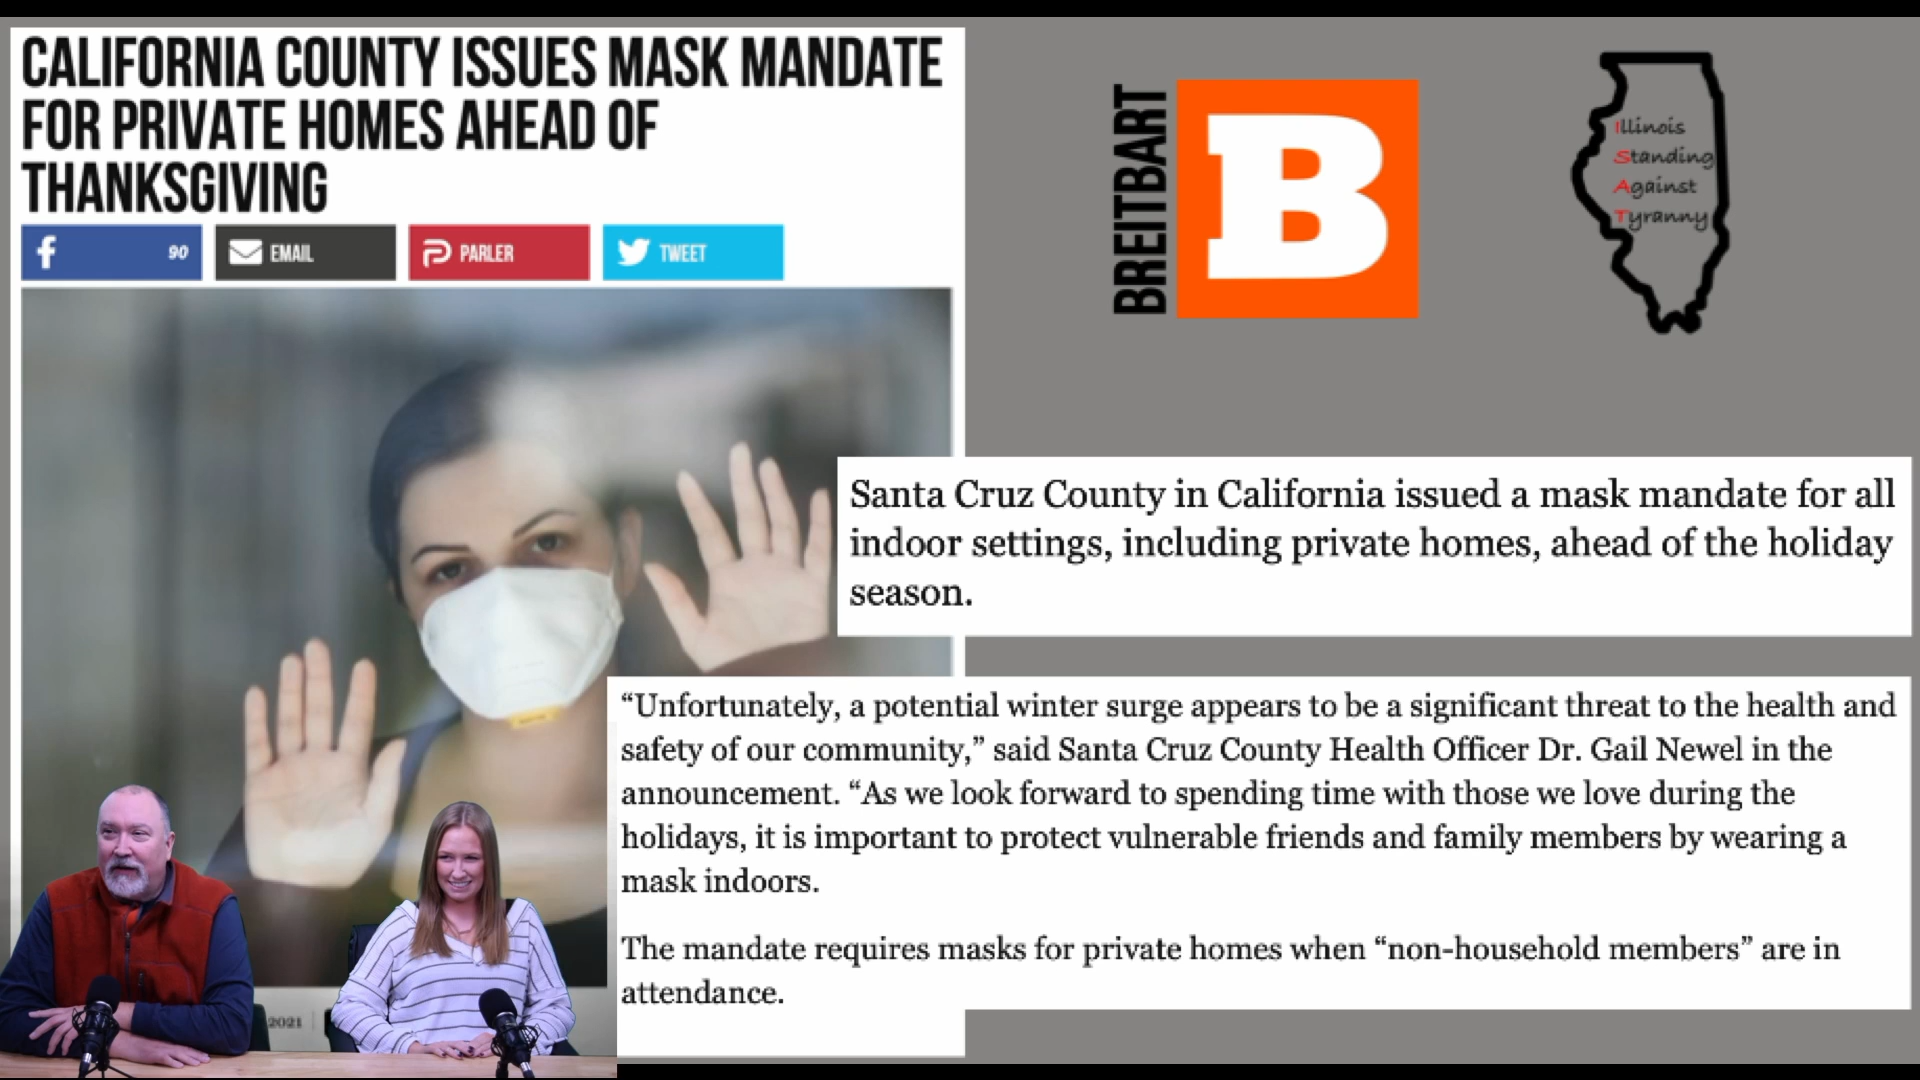 CALIFORNIA COUNTY ISSUES MASK MANDATE
FOR PRIVATE HOMES AHEAD OF
THANKSGIVING
90
EMAIL
PARLER
TWEET
BREITBART
B
Illinois
Standing
Against
Tyranny
Santa Cruz County in California issued a mask mandate for all
indoor settings, including private homes, ahead of the holiday
season.
“Unfortunately, a potential winter surge appears to be a significant threat to the health and
safety of our community,” said Santa Cruz County Health Officer Dr. Gail Newel in the
announcement. “As we look forward to spending time with those we love during the
holidays, it is important to protect vulnerable friends and family members by wearing a
mask indoors.
The mandate requires masks for private homes when “non-household members” are in
attendance.
2021